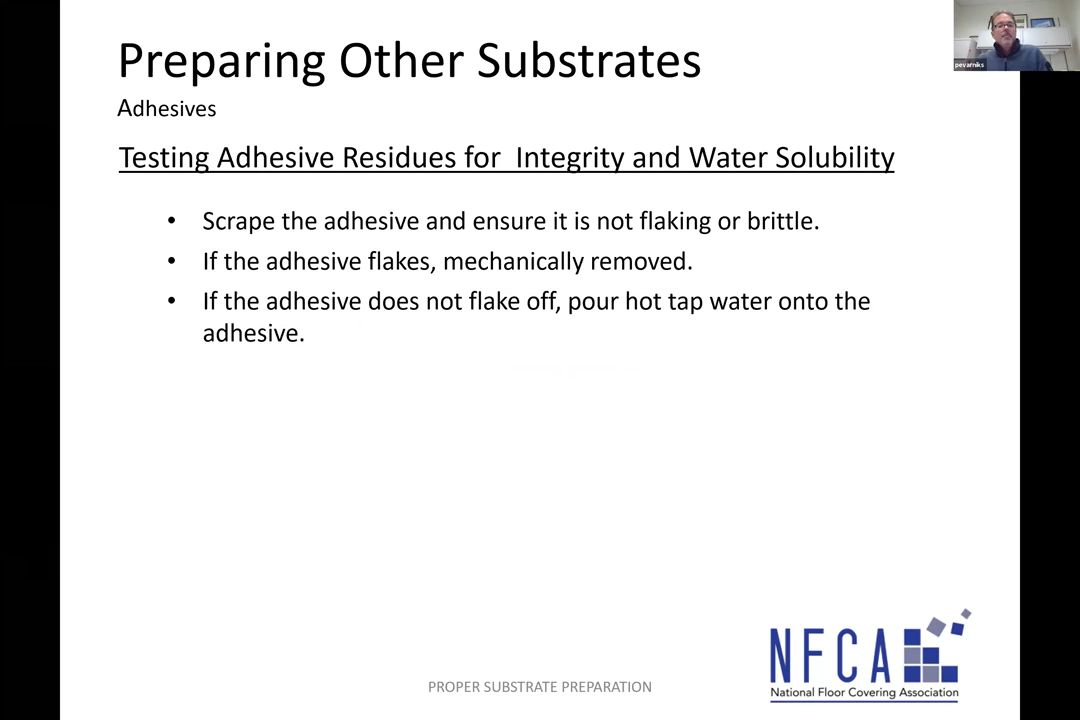 Preparing Other Substrates
Adhesives
Testing Adhesive Residues for  Integrity and Water Solubility
• Scrape the adhesive and ensure it is not flaking or brittle.
• If the adhesive flakes, mechanically removed.
• If the adhesive does not flake off, pour hot tap water onto the
adhesive.
pevarniks
NFCA
National Floor Covering Association
PROPER SUBSTRATE PREPARATION